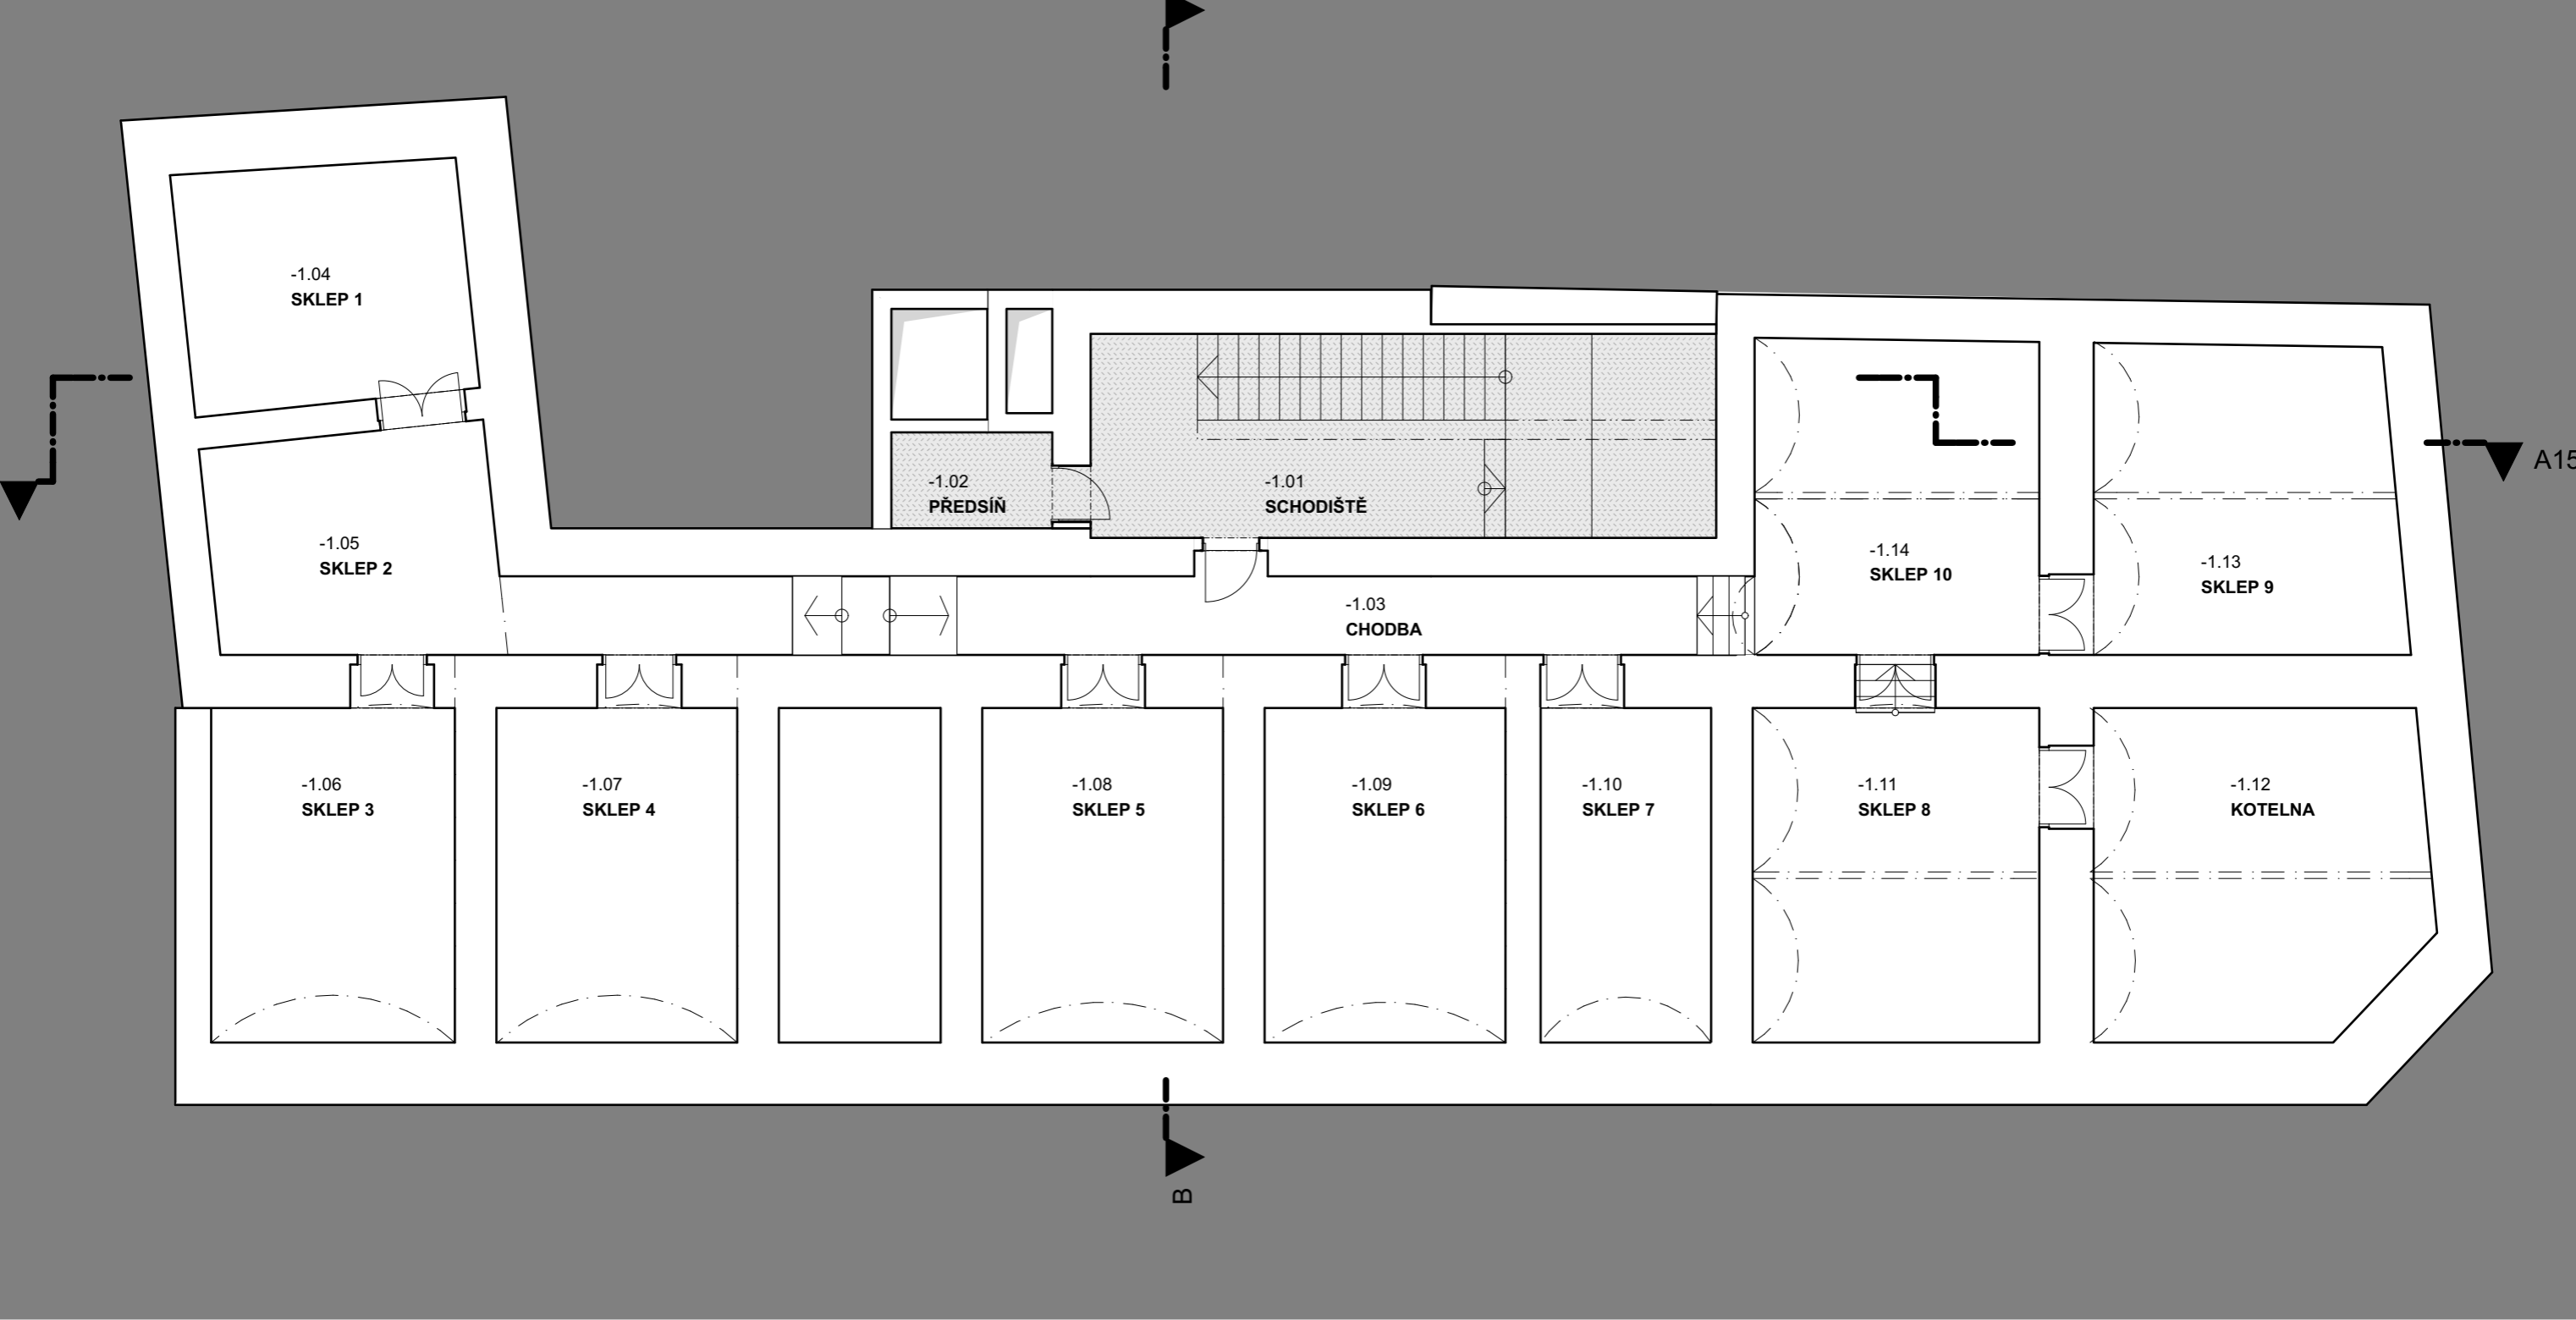 -1.04
SKLEP 1
A15
-1.02
PŘEDSÍŇ
-1.01
SCHODIŠTĚ
-1.05
SKLEP 2
-1.14
SKLEP 10
-1.13
SKLEP 9
-1.03
CHODBA
-1.06
SKLEP 3
-1.07
SKLEP 4
-1.08
SKLEP 5
-1.09
SKLEP 6
-1.10
SKLEP 7
-1.11
SKLEP 8
-1.12
KOTELNA
B